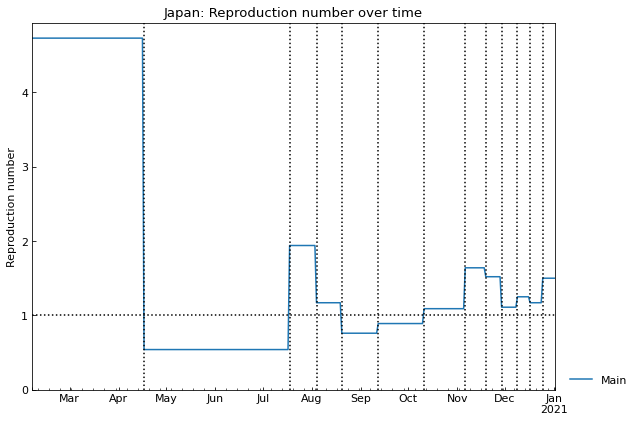 Japan: Reproduction number over time
Reproduction number
4
3
2
1
0
Mar Apr May Jun Jul Aug Sep Oct Nov Dec Jan
2021
Main